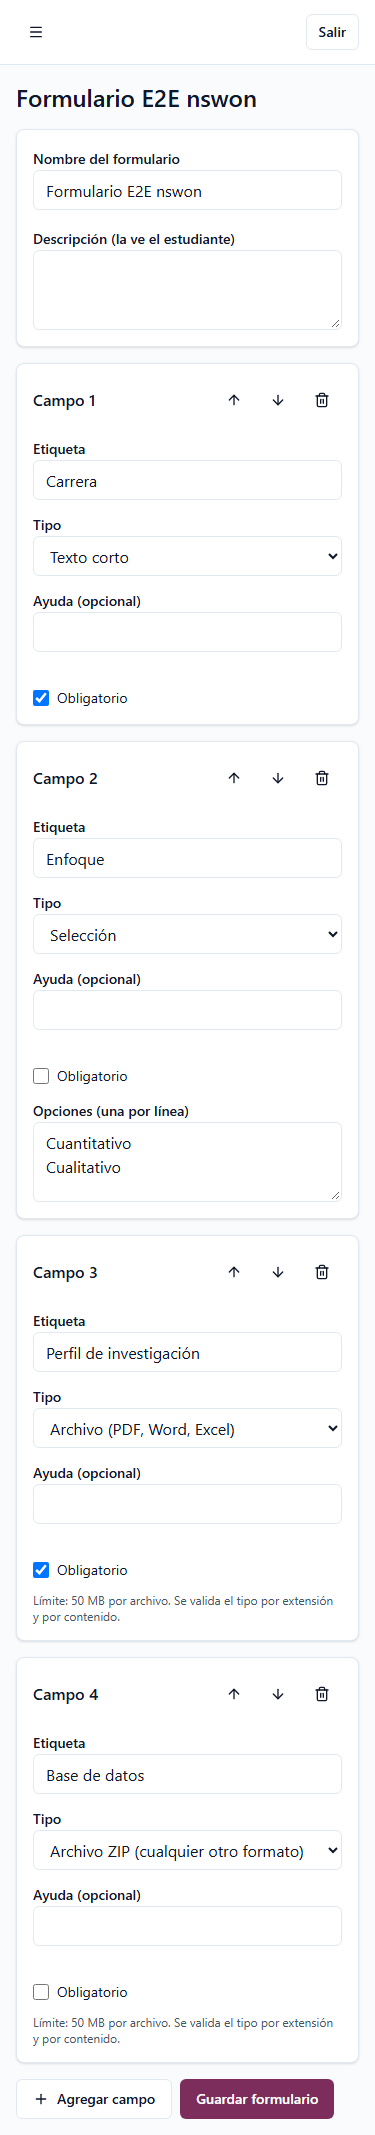 Salir
Formulario E2E nswon
Nombre del formulario
Formulario E2E nswon
Descripción (la ve el estudiante)
Campo 1
Etiqueta
Carrera
Tipo
Texto corto
Ayuda (opcional)
Obligatorio
Campo 2
Etiqueta
Enfoque
Tipo
Selección
Ayuda (opcional)
Obligatorio
Opciones (una por línea)
Cuantitativo
Cualitativo
Campo 3
Etiqueta
Perfil de investigación
Tipo
Archivo (PDF, Word, Excel)
Ayuda (opcional)
Obligatorio
Límite: 50 MB por archivo. Se valida el tipo por extensión
y por contenido.
Campo 4
Etiqueta
Base de datos
Tipo
Archivo ZIP (cualquier otro formato)
Ayuda (opcional)
Obligatorio
Límite: 50 MB por archivo. Se valida el tipo por extensión
y por contenido.
Agregar campo Guardar formulario